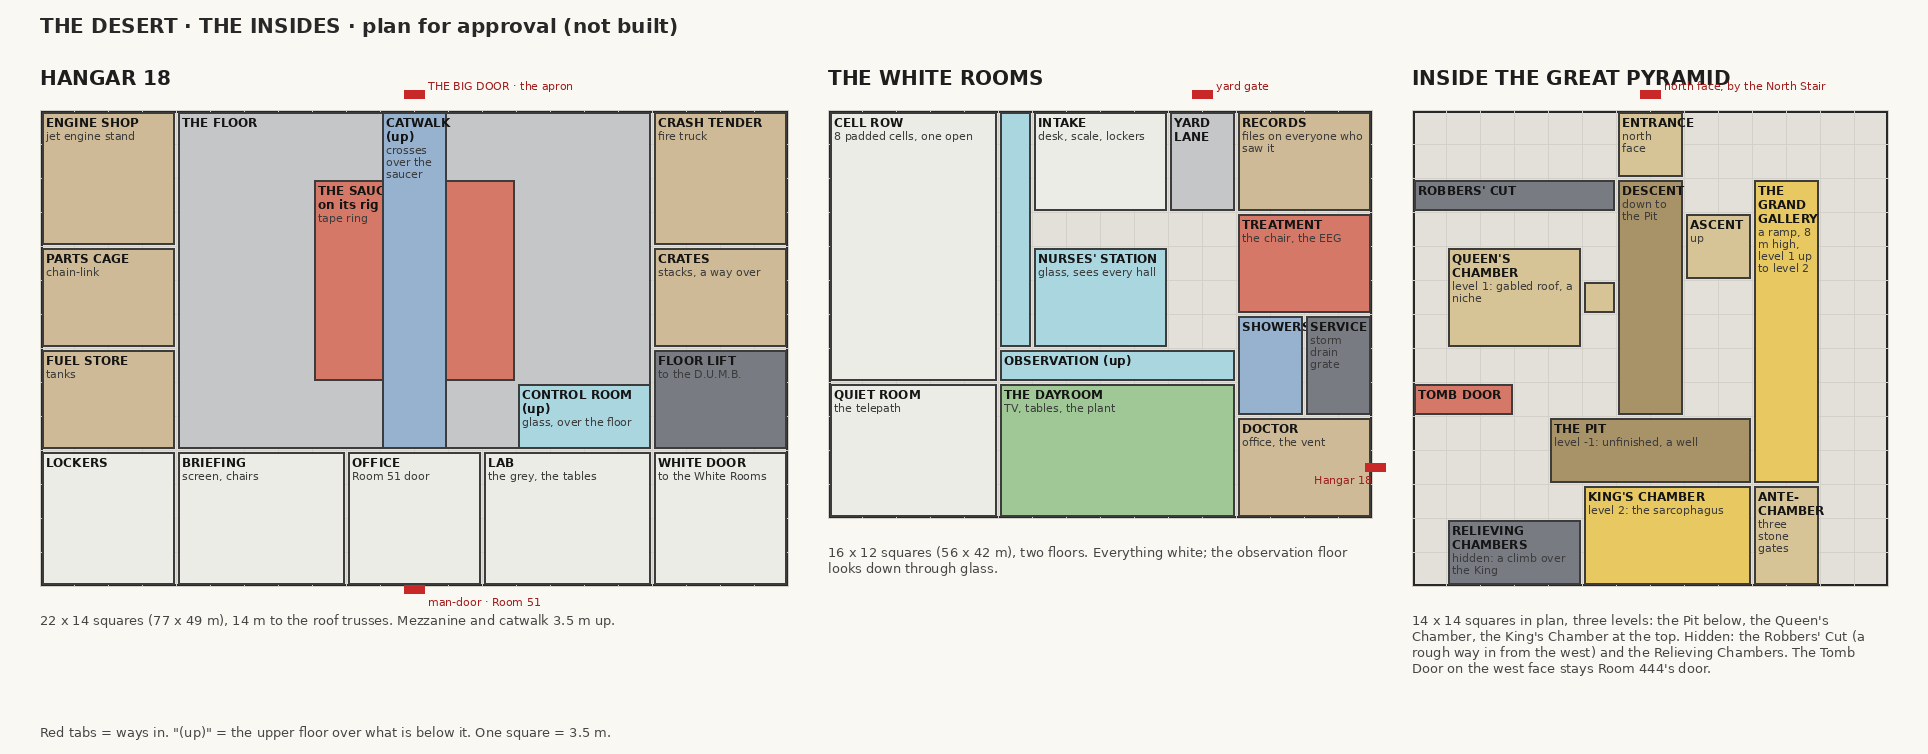 THE DESERT · THE INSIDES · plan for approval (not built)
HANGAR 18
THE BIG DOOR · the apron
ENGINE SHOP
jet engine stand
THE FLOOR
CATWALK
(up)
crosses
over the
saucer
CRASH TENDER
fire truck
THE SAUC
on its rig
tape ring
PARTS CAGE
chain-link
CRATES
stacks, a way over
FUEL STORE
tanks
FLOOR LIFT
to the D.U.M.B.
CONTROL ROOM
(up)
glass, over the floor
LOCKERS
BRIEFING
screen, chairs
OFFICE
Room 51 door
LAB
the grey, the tables
WHITE DOOR
to the White Rooms
man-door · Room 51
22 x 14 squares (77 x 49 m), 14 m to the roof trusses. Mezzanine and catwalk 3.5 m up.
THE WHITE ROOMS
yard gate
CELL ROW
8 padded cells, one open
INTAKE
desk, scale, lockers
YARD
LANE
RECORDS
files on everyone who
saw it
TREATMENT
the chair, the EEG
NURSES' STATION
glass, sees every hall
SHOWERS
SERVICE
storm
drain
grate
OBSERVATION (up)
QUIET ROOM
the telepath
THE DAYROOM
TV, tables, the plant
DOCTOR
office, the vent
Hangar 18
16 x 12 squares (56 x 42 m), two floors. Everything white; the observation floor
looks down through glass.
INSIDE THE GREAT PYRAMID
north face, by the North Stair
ENTRANCE
north
face
ROBBERS' CUT
DESCENT
down to
the Pit
THE
GRAND
GALLERY
a ramp, 8
m high,
level 1 up
to level 2
ASCENT
up
QUEEN'S
CHAMBER
level 1: gabled roof, a
niche
TOMB DOOR
THE PIT
level -1: unfinished, a well
KING'S CHAMBER
level 2: the sarcophagus
ANTE-
CHAMBER
three
stone
gates
RELIEVING
CHAMBERS
hidden: a climb over
the King
14 x 14 squares in plan, three levels: the Pit below, the Queen's
Chamber, the King's Chamber at the top. Hidden: the Robbers' Cut (a
rough way in from the west) and the Relieving Chambers. The Tomb
Door on the west face stays Room 444's door.
Red tabs = ways in. "(up)" = the upper floor over what is below it. One square = 3.5 m.